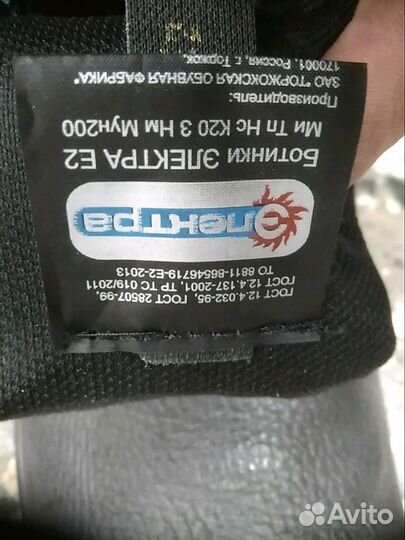 ГОСТ 12.4.032-95, ГОСТ 28507-99,
ГОСТ 12.4.137-2001, ТР ТС 019/2011
ТО 8811-86546719-Е2-2013
Электра
Ботинки ЭЛЕКТРА Е2
Ми Тп Нс К20 З Нм Мун200
Производитель:
ЗАО "ТОРЖОКСКАЯ ОБУВНАЯ ФАБРИКА"
170001, Россия, г. Торжок,
Avito